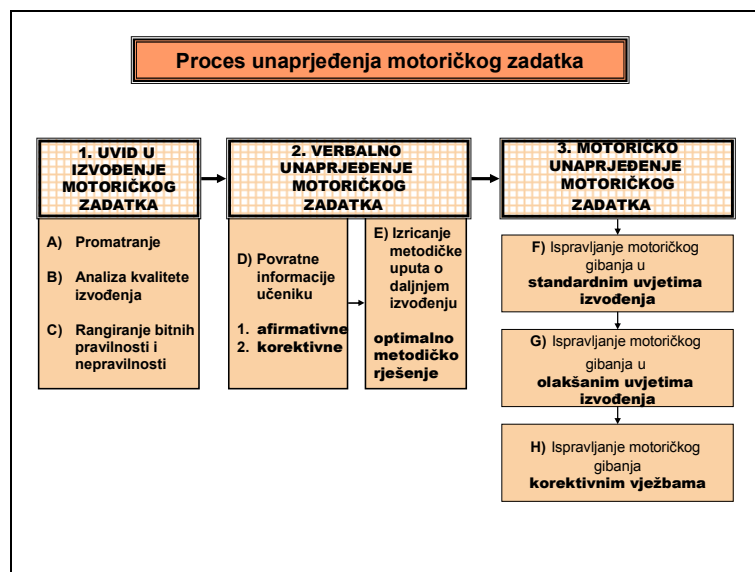 Proces unaprjeđenja motoričkog zadatka
1. UVID U
IZVOĐENJE
MOTORIČKOG
ZADATKA
A) Promatranje
B) Analiza kvalitete
izvođenja
C) Rangiranje bitnih
pravilnosti i
nepravilnosti
2. VERBALNO
UNAPRJEĐENJE
MOTORIČKOG
ZADATKA
D) Povratne
informacije
učeniku
1. afirmativne
2. korektivne
E) Izricanje
metodičke
uputa o
daljnjem
izvođenju
optimalno
metodičko
rješenje
3. MOTORIČKO
UNAPRJEĐENJE
MOTORIČKOG
ZADATKA
F) Ispravljanje motoričkog
gibanja u
standardnim uvjetima
izvođenja
G) Ispravljanje motoričkog
gibanja u
olakšanim uvjetima
izvođenja
H) Ispravljanje motoričkog
gibanja
korektivnim vježbama